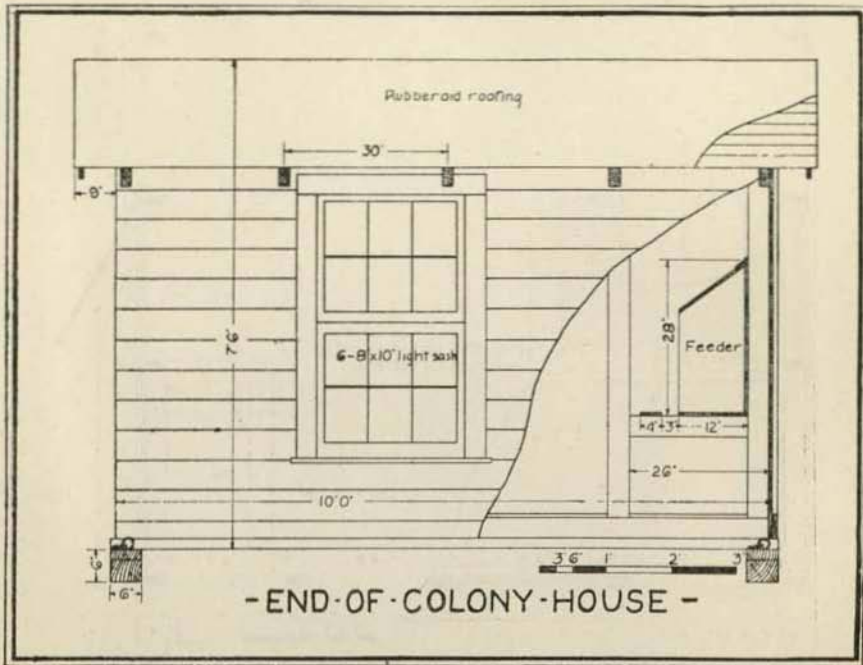 Rubberoid roofing
30"
8"
7'6"
28"
Feeder
6-8"x10" light sash
4" 3" 12"
26"
10'0"
6"
6"
3" 6" 1' 2' 3'
-END·OF·COLONY·HOUSE-